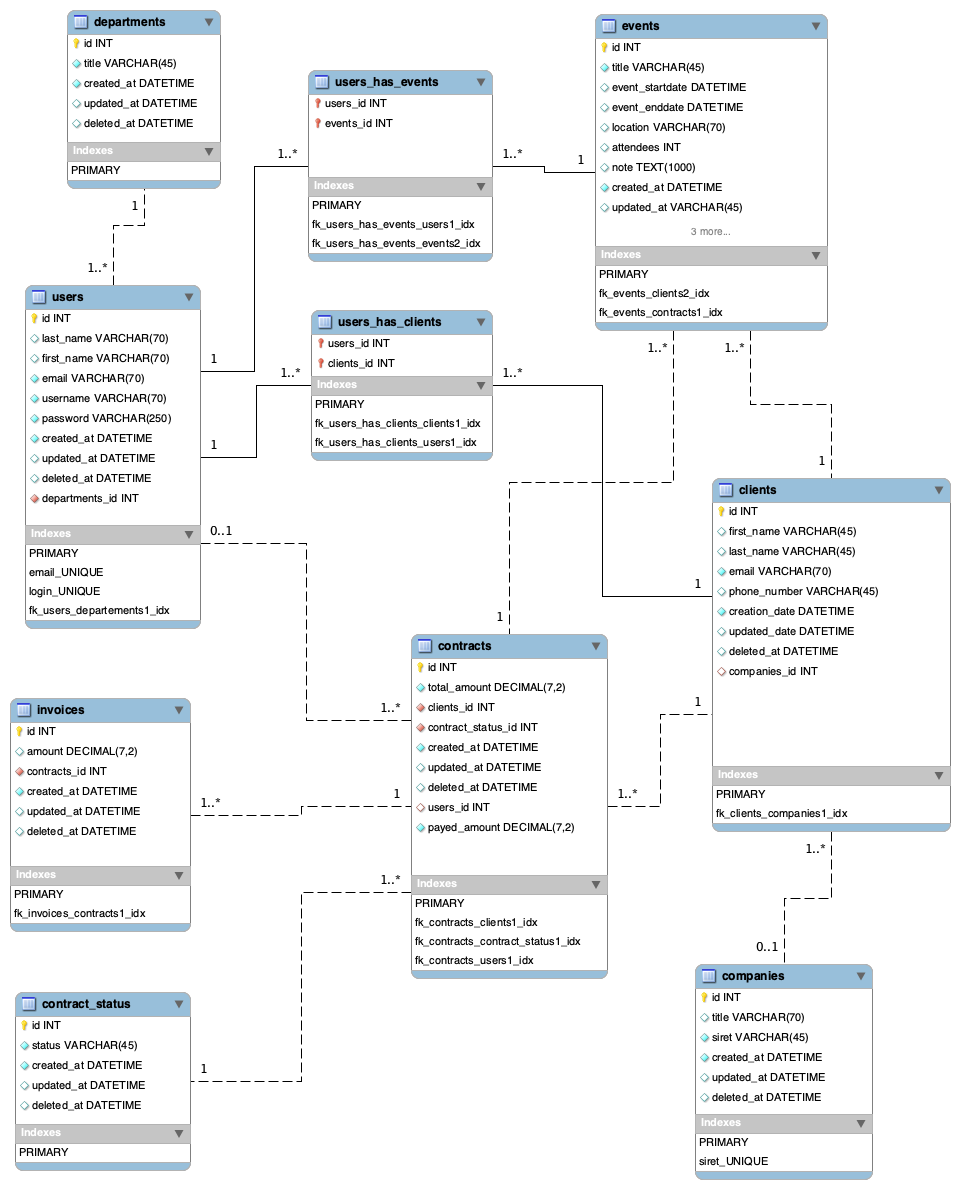 departments
id INT
title VARCHAR(45)
created_at DATETIME
updated_at DATETIME
deleted_at DATETIME
Indexes
PRIMARY
1
1..*
users
id INT
last_name VARCHAR(70)
first_name VARCHAR(70)
email VARCHAR(70)
username VARCHAR(70)
password VARCHAR(250)
created_at DATETIME
updated_at DATETIME
deleted_at DATETIME
departments_id INT
Indexes
PRIMARY
email_UNIQUE
login_UNIQUE
fk_users_departements1_idx
1
1
0..1
users_has_events
users_id INT
events_id INT
Indexes
PRIMARY
fk_users_has_events_users1_idx
fk_users_has_events_events2_idx
1..*
1..*
1
users_has_clients
users_id INT
clients_id INT
Indexes
PRIMARY
fk_users_has_clients_clients1_idx
fk_users_has_clients_users1_idx
1..*
1..*
events
id INT
title VARCHAR(45)
event_startdate DATETIME
event_enddate DATETIME
location VARCHAR(70)
attendees INT
note TEXT(1000)
created_at DATETIME
updated_at VARCHAR(45)
3 more...
Indexes
PRIMARY
fk_events_clients2_idx
fk_events_contracts1_idx
1..*
1..*
1
clients
id INT
first_name VARCHAR(45)
last_name VARCHAR(45)
email VARCHAR(70)
phone_number VARCHAR(45)
creation_date DATETIME
updated_date DATETIME
deleted_at DATETIME
companies_id INT
Indexes
PRIMARY
fk_clients_companies1_idx
1
1
1..*
0..1
contracts
id INT
total_amount DECIMAL(7,2)
clients_id INT
contract_status_id INT
created_at DATETIME
updated_at DATETIME
deleted_at DATETIME
users_id INT
payed_amount DECIMAL(7,2)
Indexes
PRIMARY
fk_contracts_clients1_idx
fk_contracts_contract_status1_idx
fk_contracts_users1_idx
1
1..*
1
1..*
1..*
invoices
id INT
amount DECIMAL(7,2)
contracts_id INT
created_at DATETIME
updated_at DATETIME
deleted_at DATETIME
Indexes
PRIMARY
fk_invoices_contracts1_idx
1..*
contract_status
id INT
status VARCHAR(45)
created_at DATETIME
updated_at DATETIME
deleted_at DATETIME
Indexes
PRIMARY
1
companies
id INT
title VARCHAR(70)
siret VARCHAR(45)
created_at DATETIME
updated_at DATETIME
deleted_at DATETIME
Indexes
PRIMARY
siret_UNIQUE